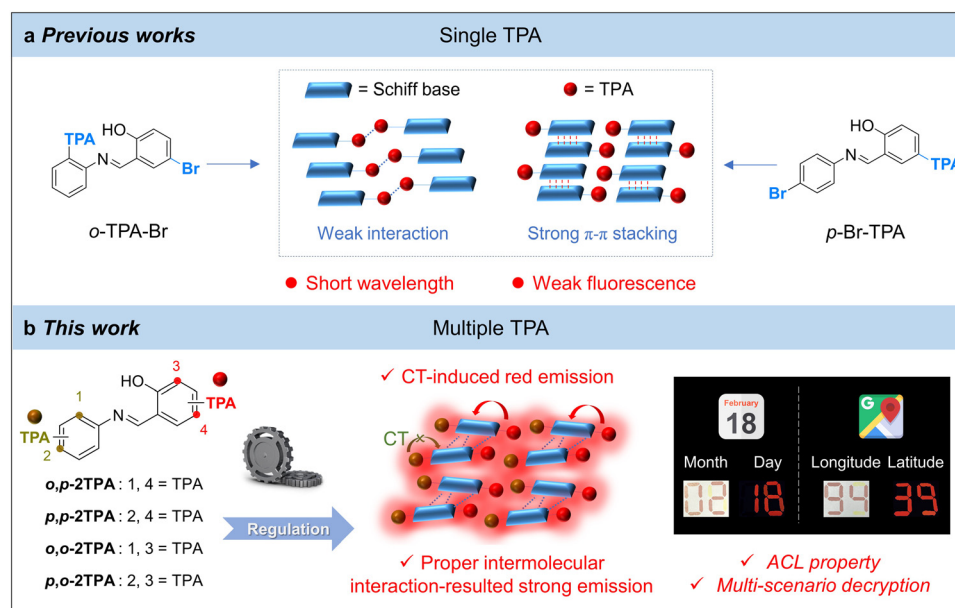 a Previous works
Single TPA
= Schiff base
= TPA
TPA
HO
N
Br
o-TPA-Br
Weak interaction
Strong π-π stacking
HO
N
TPA
Br
p-Br-TPA
Short wavelength
Weak fluorescence
b This work
Multiple TPA
3
HO
1
TPA
N
TPA
4
2
o,p-2TPA : 1, 4 = TPA
p,p-2TPA : 2, 4 = TPA
o,o-2TPA : 1, 3 = TPA
p,o-2TPA : 2, 3 = TPA
Regulation
✓ CT-induced red emission
CT ×
✓ Proper intermolecular
interaction-resulted strong emission
February
18
G
Month
Day
Longitude
Latitude
02
18
94
39
✓ ACL property
✓ Multi-scenario decryption